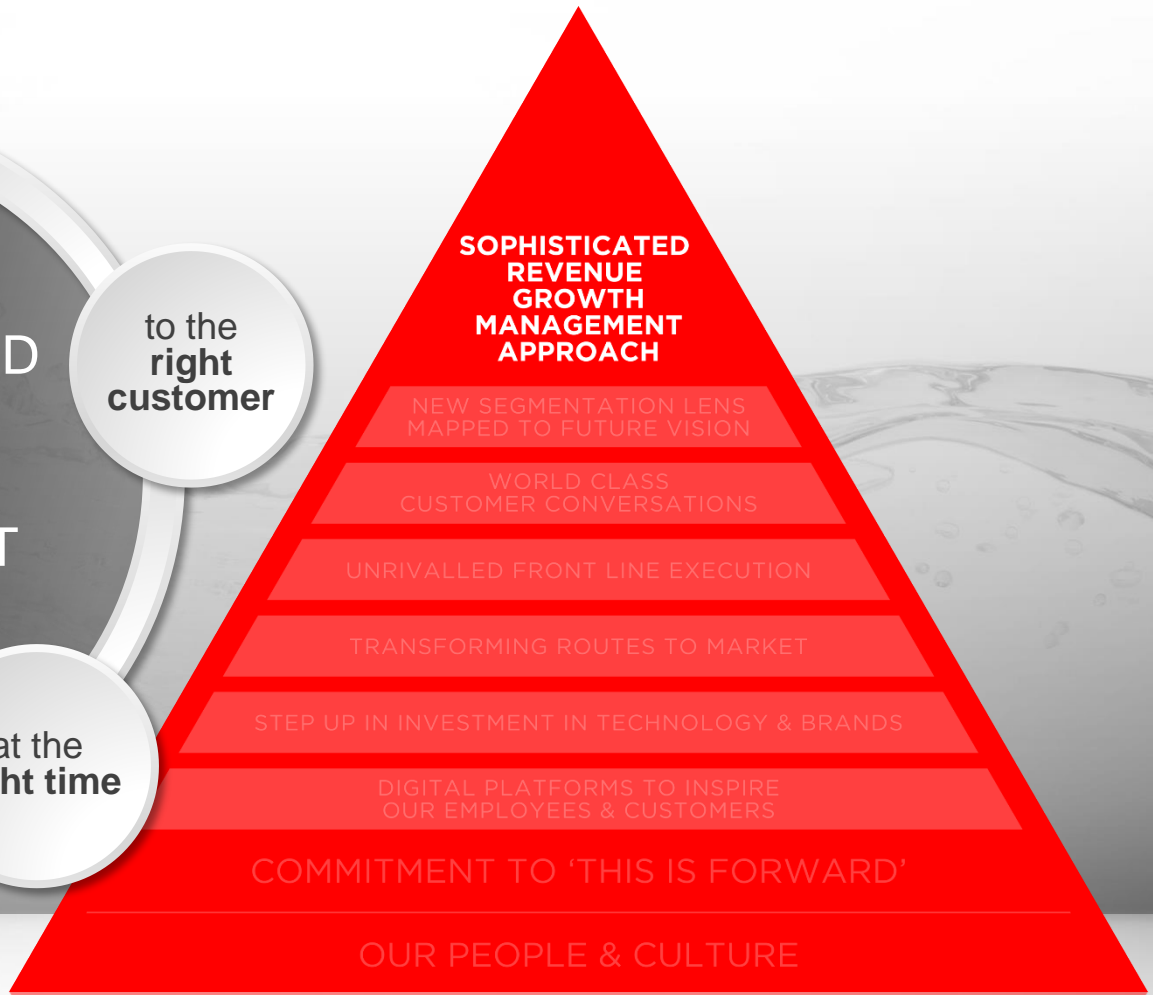 D
T
to the
right
customer
at the
ht time
SOPHISTICATED
REVENUE
GROWTH
MANAGEMENT
APPROACH
NEW SEGMENTATION LENS
MAPPED TO FUTURE VISION
WORLD CLASS
CUSTOMER CONVERSATIONS
UNRIVALLED FRONT LINE EXECUTION
TRANSFORMING ROUTES TO MARKET
STEP UP IN INVESTMENT IN TECHNOLOGY & BRANDS
DIGITAL PLATFORMS TO INSPIRE
OUR EMPLOYEES & CUSTOMERS
COMMITMENT TO ‘THIS IS FORWARD’
OUR PEOPLE & CULTURE